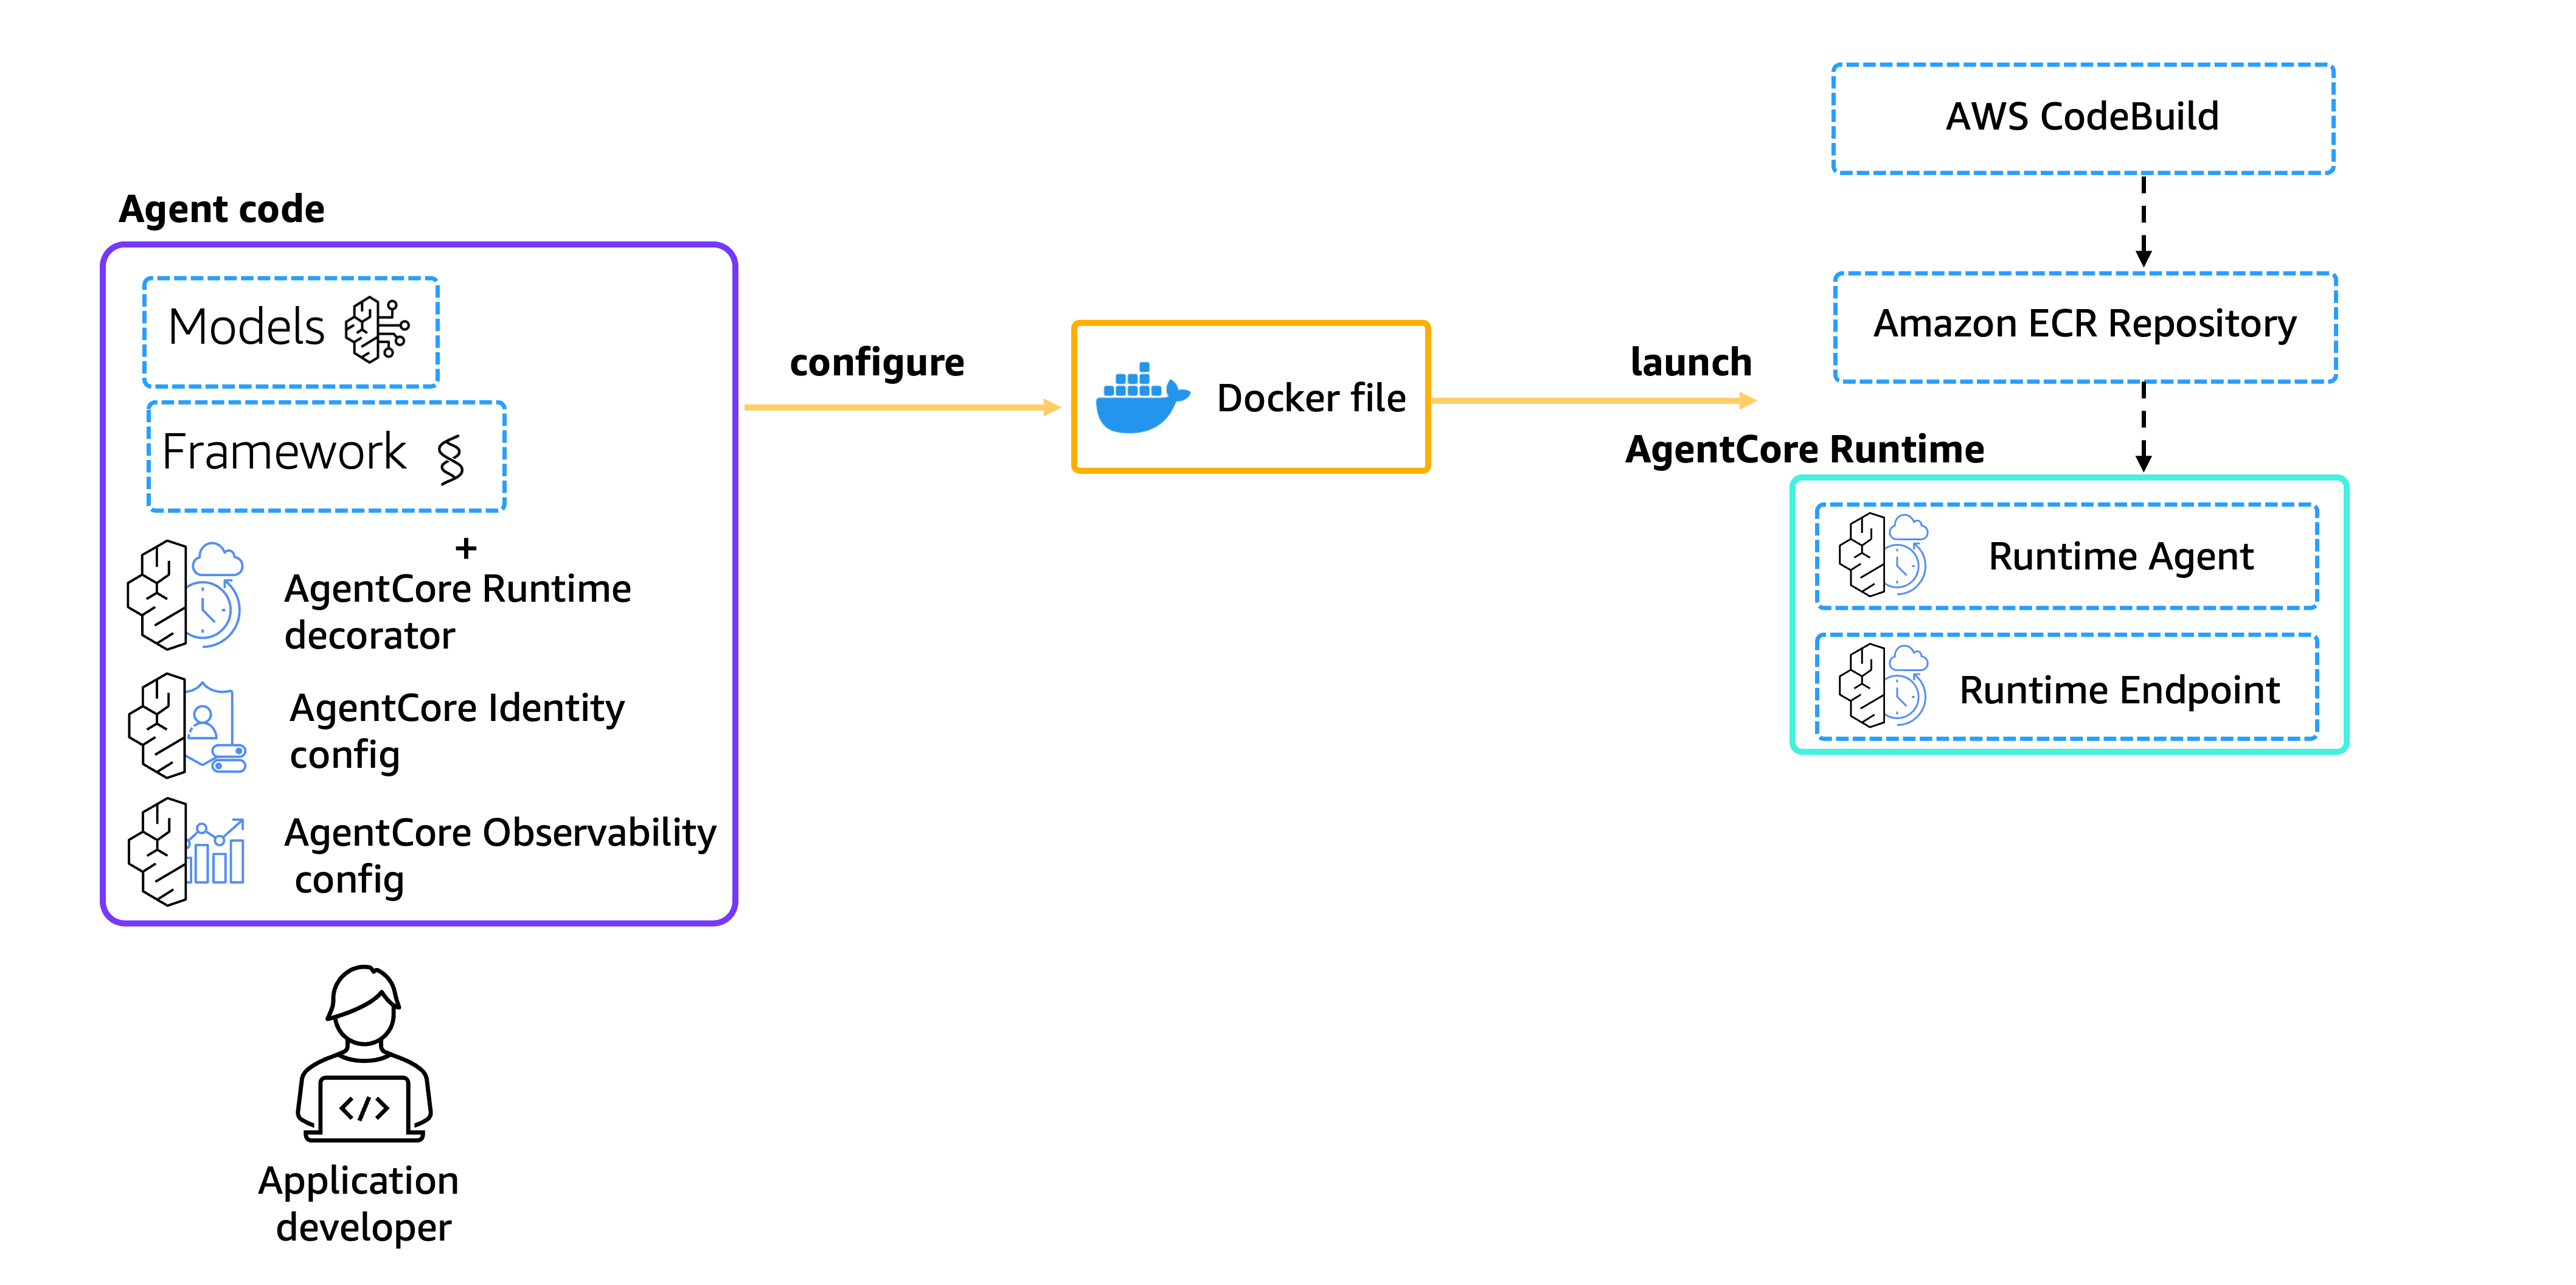 Agent code
Models
Framework
+
AgentCore Runtime
decorator
AgentCore Identity
config
AgentCore Observability
config
</>
Application
developer
configure
Docker file
launch
AWS CodeBuild
Amazon ECR Repository
AgentCore Runtime
Runtime Agent
Runtime Endpoint